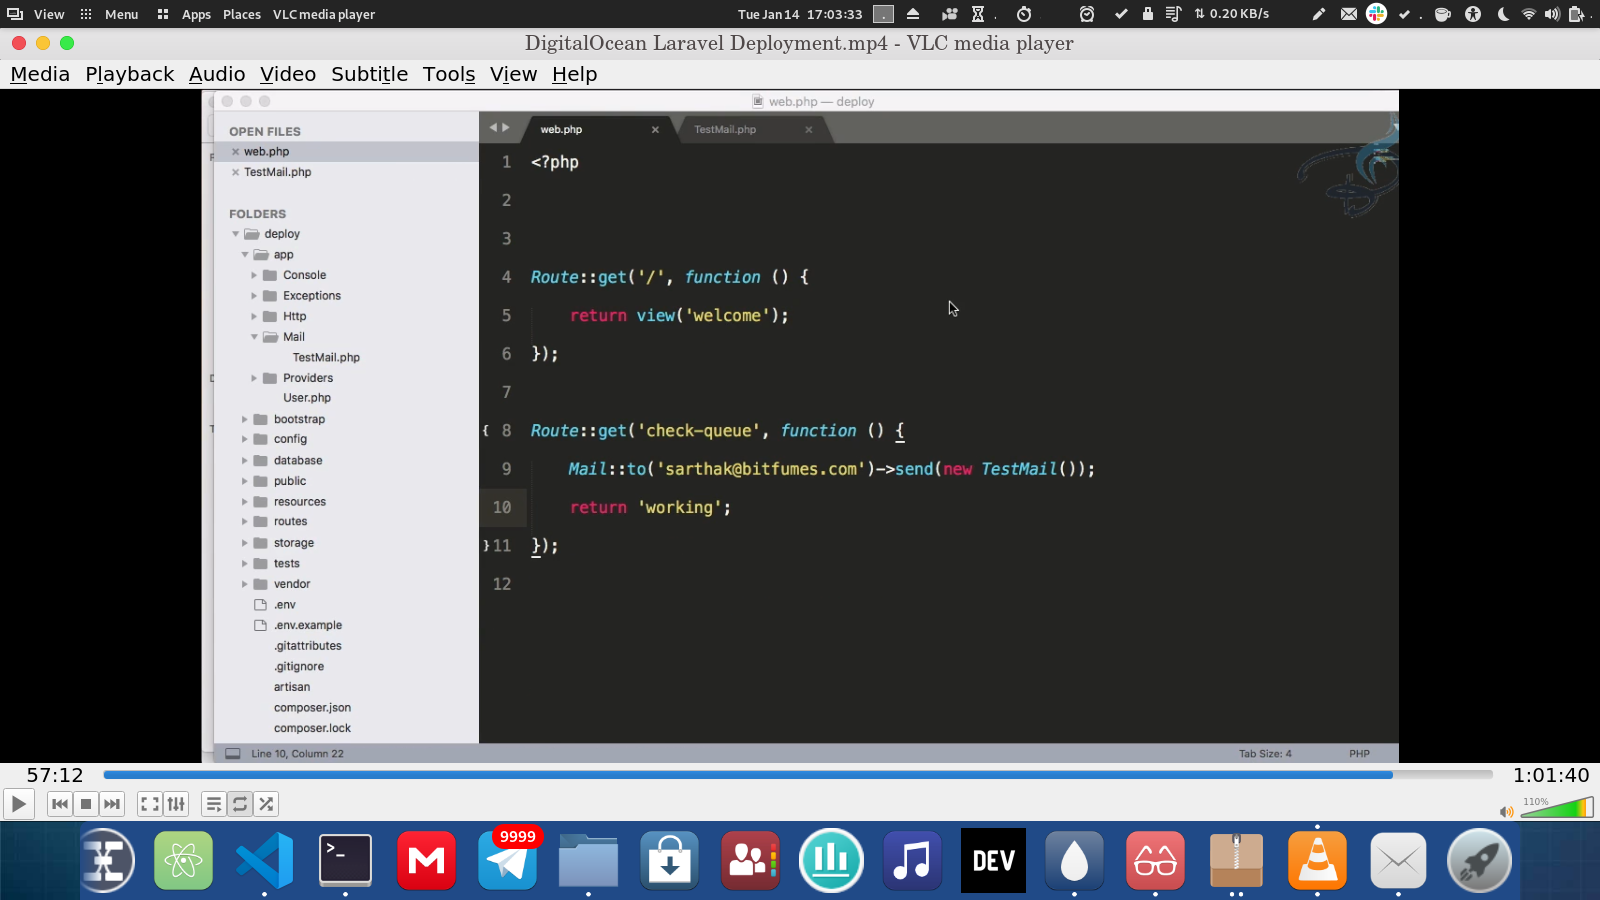 View Menu Apps Places VLC media player Tue Jan 14 17:03:33 0.20 KB/s
DigitalOcean Laravel Deployment.mp4 - VLC media player
Media Playback Audio Video Subtitle Tools View Help
web.php — deploy
OPEN FILES
web.php
TestMail.php
FOLDERS
deploy
app
Console
Exceptions
Http
Mail
TestMail.php
Providers
User.php
bootstrap
config
database
public
resources
routes
storage
tests
vendor
.env
.env.example
.gitattributes
.gitignore
artisan
composer.json
composer.lock
web.php TestMail.php
1 <?php
2
3
4 Route::get('/', function () {
5 return view('welcome');
6 });
7
{ 8 Route::get('check-queue', function () {
9 Mail::to('sarthak@bitfumes.com')->send(new TestMail());
10 return 'working';
} 11 });
12
Line 10, Column 22 Tab Size: 4 PHP
57:12 1:01:40
110%
9999
>_
M
DEV